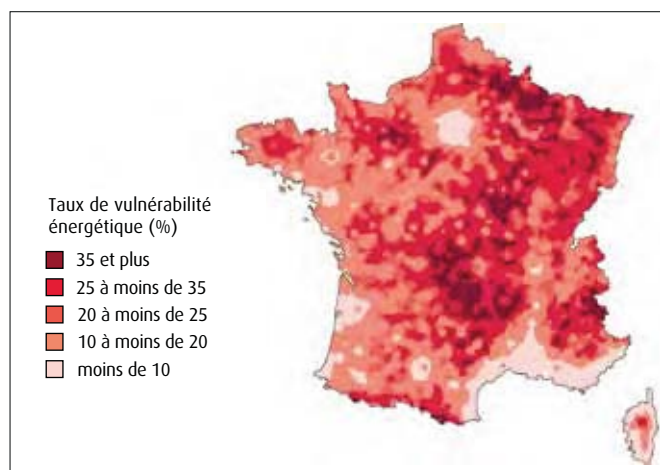 Taux de vulnérabilité
énergétique (%)
35 et plus
25 à moins de 35
20 à moins de 25
10 à moins de 20
moins de 10